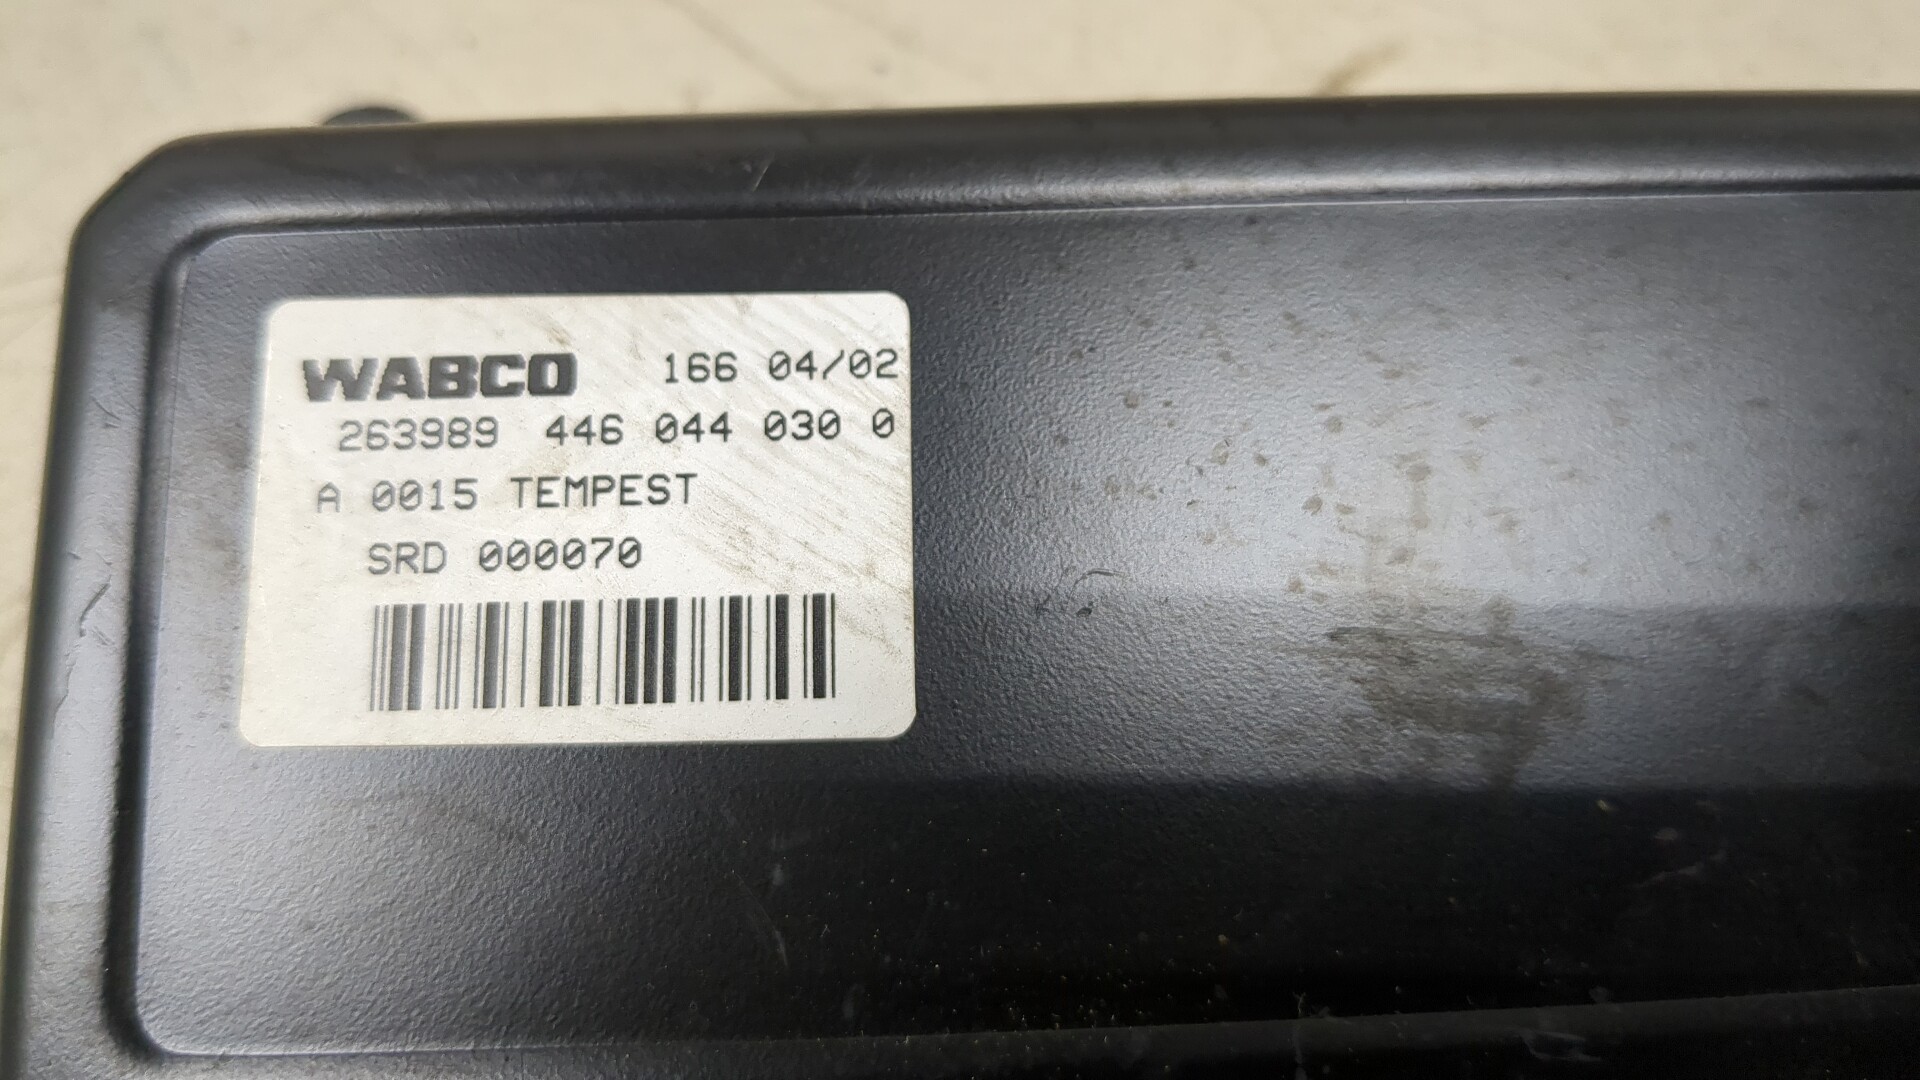 WABCO 166 04/02
263989 446 044 030 0
A 0015 TEMPEST
SRD 000070